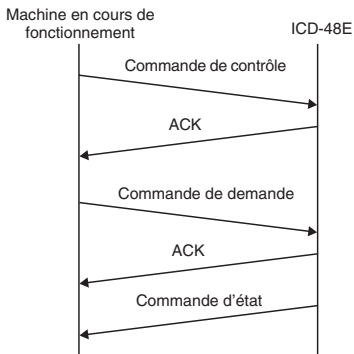 Machine en cours de
fonctionnement
ICD-48E
Commande de contrôle
ACK
Commande de demande
ACK
Commande d'état